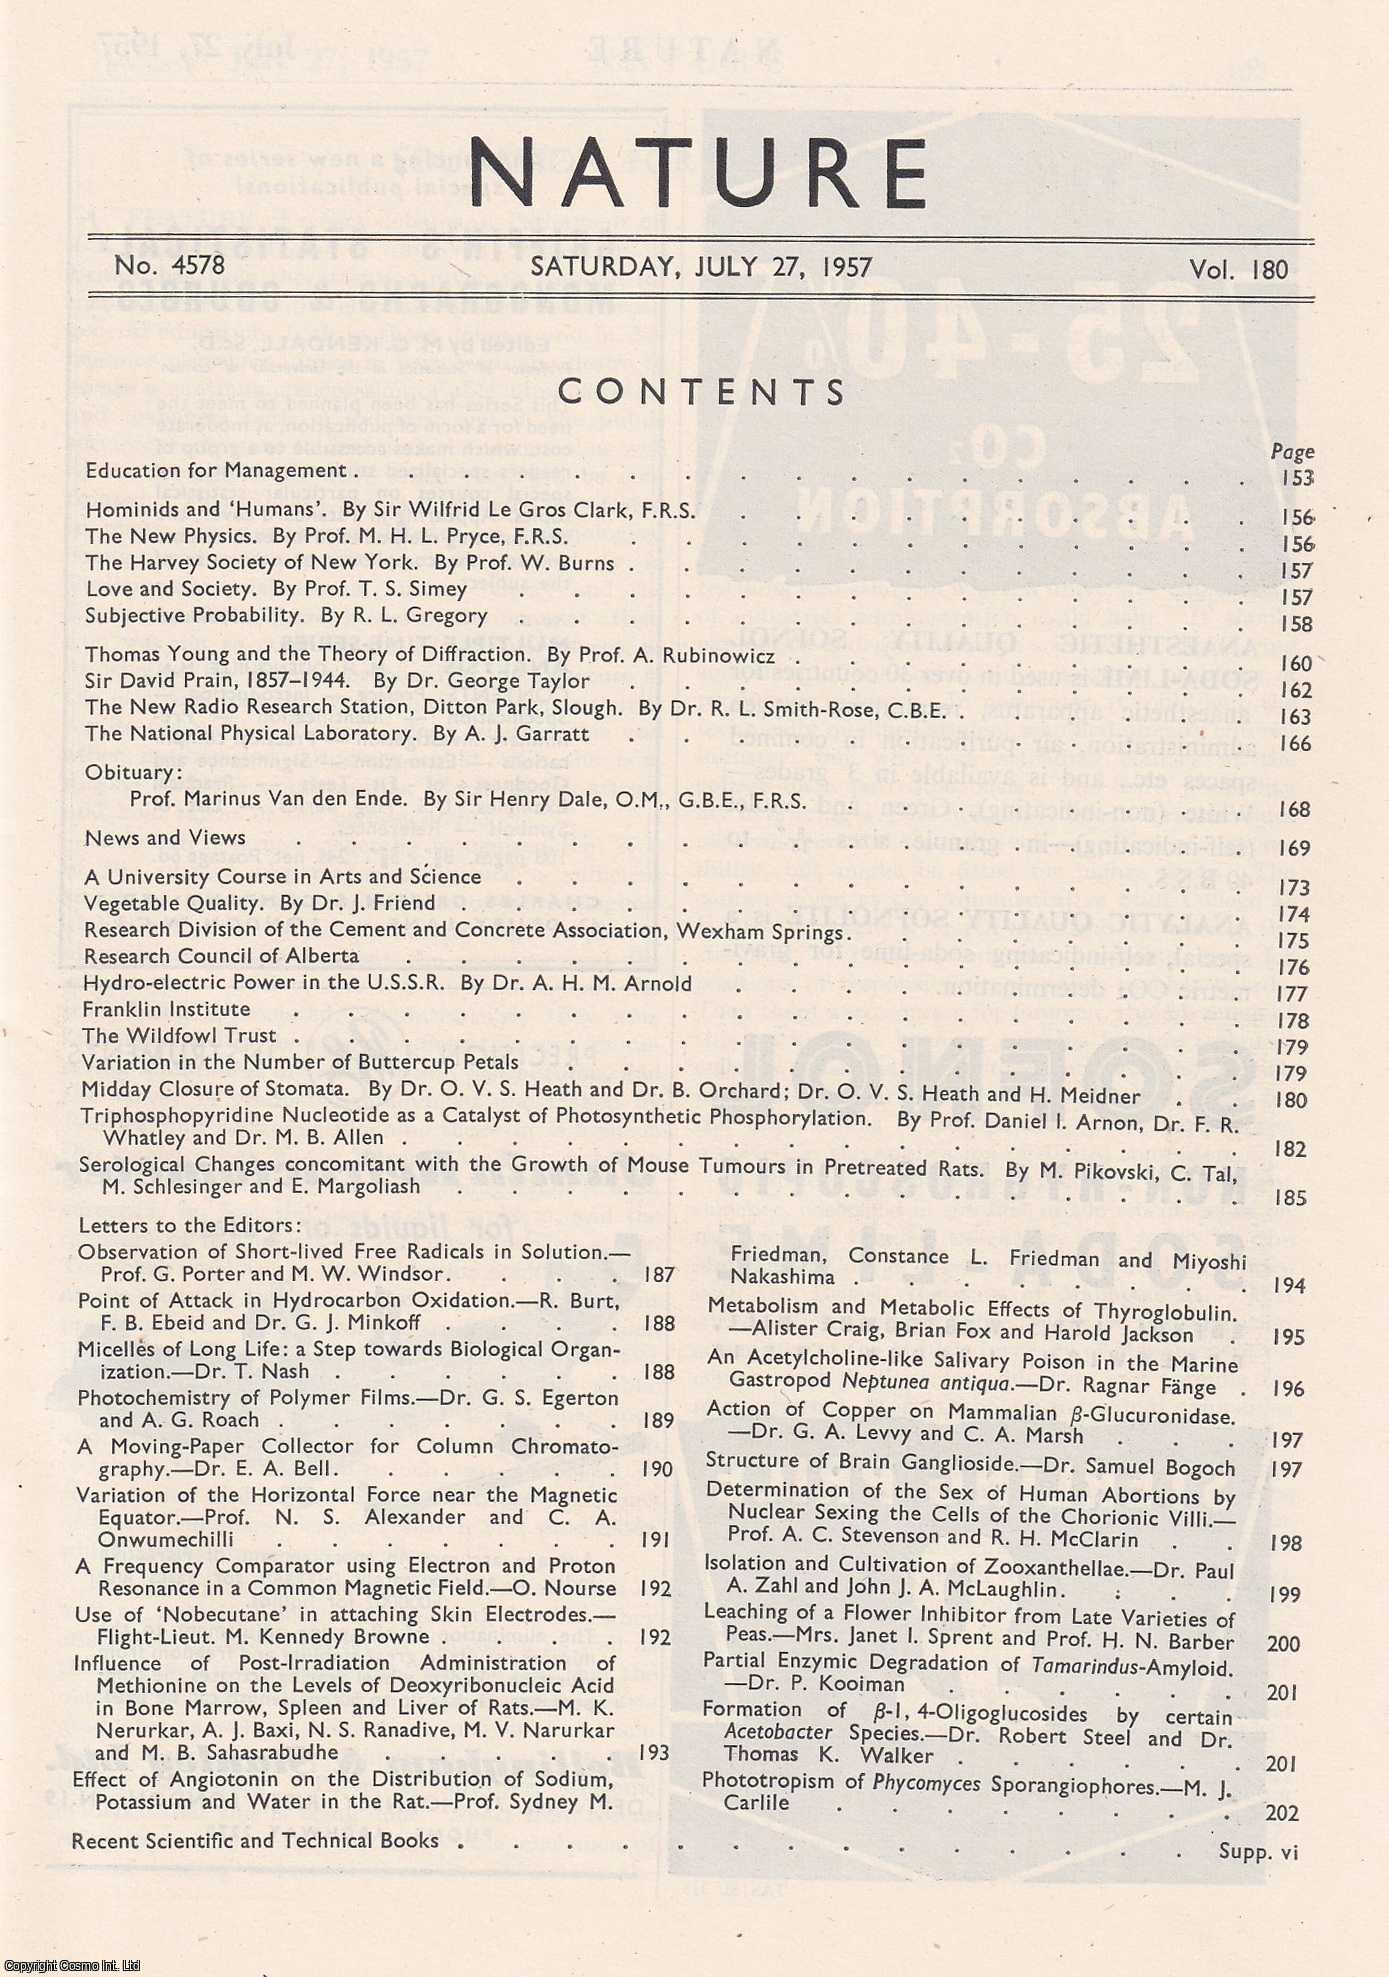 NATURE
No. 4578 SATURDAY, JULY 27, 1957 Vol. 180
CONTENTS
Page
Education for Management . 153
Hominids and ‘Humans’. By Sir Wilfrid Le Gros Clark, F.R.S. 156
The New Physics. By Prof. M. H. L. Pryce, F.R.S. 156
The Harvey Society of New York. By Prof. W. Burns . 157
Love and Society. By Prof. T. S. Simey 157
Subjective Probability. By R. L. Gregory 158
Thomas Young and the Theory of Diffraction. By Prof. A. Rubinowicz 160
Sir David Prain, 1857–1944. By Dr. George Taylor 162
The New Radio Research Station, Ditton Park, Slough. By Dr. R. L. Smith-Rose, C.B.E. . 163
The National Physical Laboratory. By A. J. Garratt 166
Obituary:
Prof. Marinus Van den Ende. By Sir Henry Dale, O.M., G.B.E., F.R.S. 168
News and Views 169
A University Course in Arts and Science 173
Vegetable Quality. By Dr. J. Friend 174
Research Division of the Cement and Concrete Association, Wexham Springs . 175
Research Council of Alberta 176
Hydro-electric Power in the U.S.S.R. By Dr. A. H. M. Arnold 177
Franklin Institute 178
The Wildfowl Trust . 179
Variation in the Number of Buttercup Petals 179
Midday Closure of Stomata. By Dr. O. V. S. Heath and Dr. B. Orchard; Dr. O. V. S. Heath and H. Meidner 180
Triphosphopyridine Nucleotide as a Catalyst of Photosynthetic Phosphorylation. By Prof. Daniel I. Arnon, Dr. F. R.
Whatley and Dr. M. B. Allen . 182
Serological Changes concomitant with the Growth of Mouse Tumours in Pretreated Rats. By M. Pikovski, C. Tal,
M. Schlesinger and E. Margoliash 185
Letters to the Editors:
Observation of Short-lived Free Radicals in Solution.—
Prof. G. Porter and M. W. Windsor. 187
Point of Attack in Hydrocarbon Oxidation.—R. Burt,
F. B. Ebeid and Dr. G. J. Minkoff 188
Micelles of Long Life: a Step towards Biological Organ-
ization.—Dr. T. Nash 188
Photochemistry of Polymer Films.—Dr. G. S. Egerton
and A. G. Roach . 189
A Moving-Paper Collector for Column Chromato-
graphy.—Dr. E. A. Bell. 190
Variation of the Horizontal Force near the Magnetic
Equator.—Prof. N. S. Alexander and C. A.
Onwumechilli 191
A Frequency Comparator using Electron and Proton
Resonance in a Common Magnetic Field.—O. Nourse 192
Use of ‘Nobecutane’ in attaching Skin Electrodes.—
Flight-Lieut. M. Kennedy Browne . 192
Influence of Post-Irradiation Administration of
Methionine on the Levels of Deoxyribonucleic Acid
in Bone Marrow, Spleen and Liver of Rats.—M. K.
Nerurkar, A. J. Baxi, N. S. Ranadive, M. V. Narurkar
and M. B. Sahasrabudhe 193
Effect of Angiotonin on the Distribution of Sodium,
Potassium and Water in the Rat.—Prof. Sydney M.
Friedman, Constance L. Friedman and Miyoshi
Nakashima . 194
Metabolism and Metabolic Effects of Thyroglobulin.
—Alister Craig, Brian Fox and Harold Jackson . 195
An Acetylcholine-like Salivary Poison in the Marine
Gastropod Neptunea antiqua.—Dr. Ragnar Fänge . 196
Action of Copper on Mammalian β-Glucuronidase.
—Dr. G. A. Levvy and C. A. Marsh 197
Structure of Brain Ganglioside.—Dr. Samuel Bogoch 197
Determination of the Sex of Human Abortions by
Nuclear Sexing the Cells of the Chorionic Villi.—
Prof. A. C. Stevenson and R. H. McClarin 198
Isolation and Cultivation of Zooxanthellae.—Dr. Paul
A. Zahl and John J. A. McLaughlin. 199
Leaching of a Flower Inhibitor from Late Varieties of
Peas.—Mrs. Janet I. Sprent and Prof. H. N. Barber 200
Partial Enzymic Degradation of Tamarindus-Amyloid.
—Dr. P. Kooiman 201
Formation of β-1, 4-Oligoglucosides by certain
Acetobacter Species.—Dr. Robert Steel and Dr.
Thomas K. Walker . 201
Phototropism of Phycomyces Sporangiophores.—M. J.
Carlile 202
Recent Scientific and Technical Books . Supp. vi
Copyright Cosmo Int. Ltd